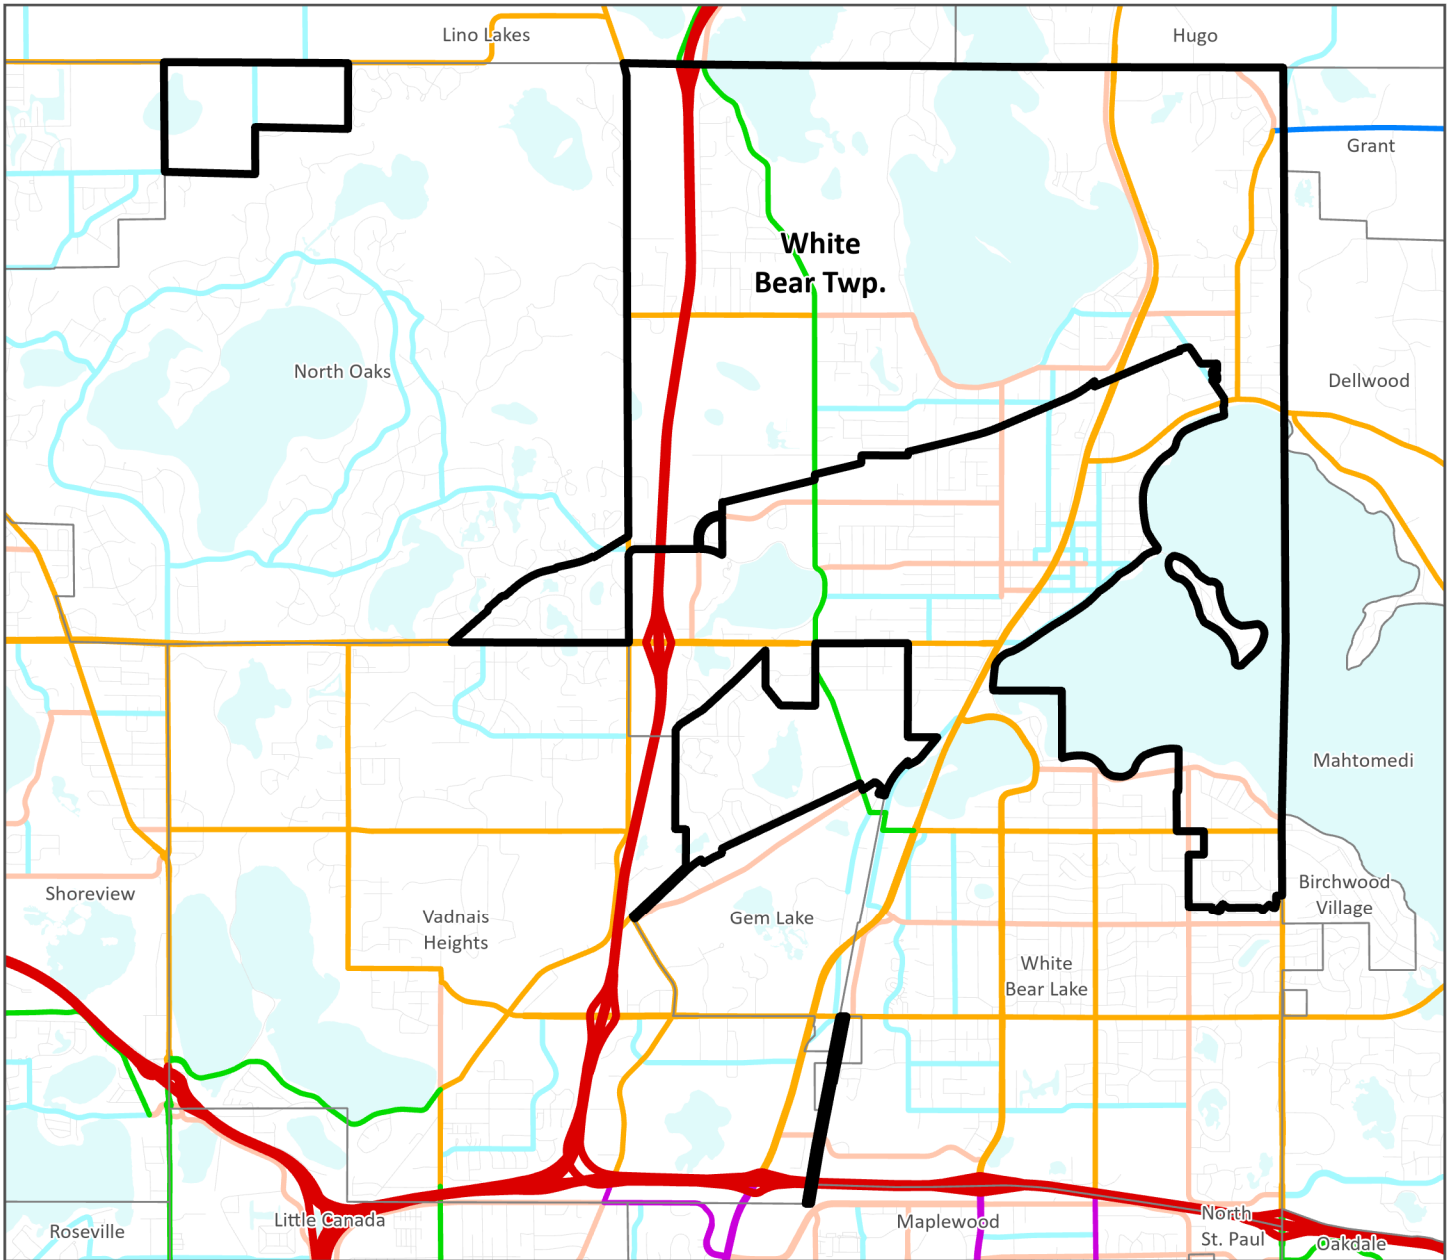 Lino Lakes
Hugo
Grant
White
Bear Twp.
North Oaks
Dellwood
Mahtomedi
Shoreview
Birchwood
Village
Vadnais
Heights
Gem Lake
White
Bear Lake
Roseville
Little Canada
Maplewood
North
St. Paul
Oakdale